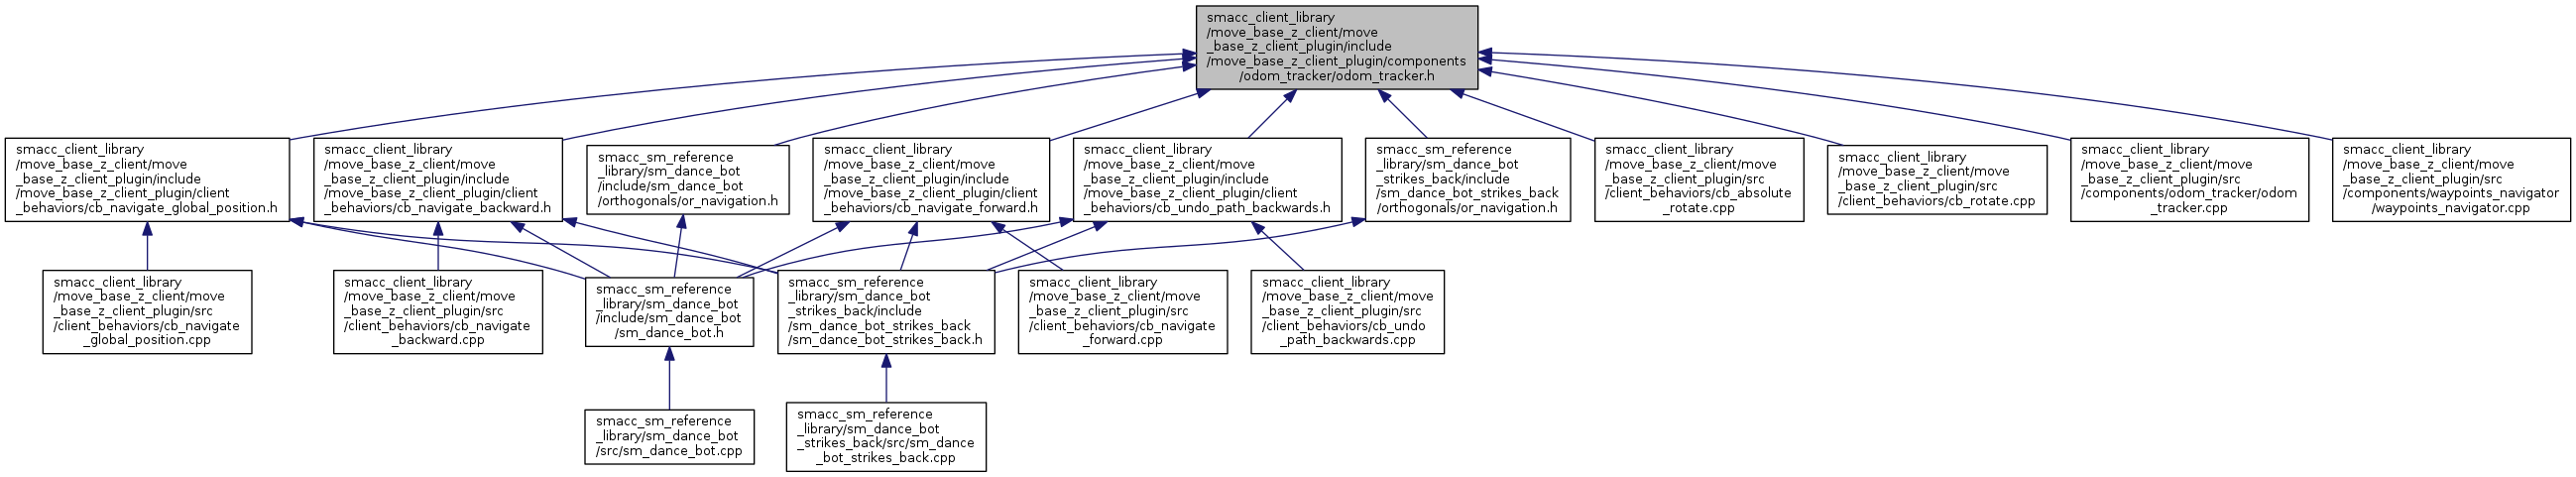 smacc_client_library
/move_base_z_client/move
_base_z_client_plugin/include
/move_base_z_client_plugin/components
/odom_tracker/odom_tracker.h
smacc_client_library
/move_base_z_client/move
_base_z_client_plugin/include
/move_base_z_client_plugin/client
_behaviors/cb_navigate_global_position.h
smacc_client_library
/move_base_z_client/move
_base_z_client_plugin/include
/move_base_z_client_plugin/client
_behaviors/cb_navigate_backward.h
smacc_sm_reference
_library/sm_dance_bot
/include/sm_dance_bot
/orthogonals/or_navigation.h
smacc_client_library
/move_base_z_client/move
_base_z_client_plugin/include
/move_base_z_client_plugin/client
_behaviors/cb_navigate_forward.h
smacc_client_library
/move_base_z_client/move
_base_z_client_plugin/include
/move_base_z_client_plugin/client
_behaviors/cb_undo_path_backwards.h
smacc_sm_reference
_library/sm_dance_bot
_strikes_back/include
/sm_dance_bot_strikes_back
/orthogonals/or_navigation.h
smacc_client_library
/move_base_z_client/move
_base_z_client_plugin/src
/client_behaviors/cb_absolute
_rotate.cpp
smacc_client_library
/move_base_z_client/move
_base_z_client_plugin/src
/client_behaviors/cb_rotate.cpp
smacc_client_library
/move_base_z_client/move
_base_z_client_plugin/src
/components/odom_tracker/odom
_tracker.cpp
smacc_client_library
/move_base_z_client/move
_base_z_client_plugin/src
/components/waypoints_navigator
/waypoints_navigator.cpp
smacc_client_library
/move_base_z_client/move
_base_z_client_plugin/src
/client_behaviors/cb_navigate
_global_position.cpp
smacc_client_library
/move_base_z_client/move
_base_z_client_plugin/src
/client_behaviors/cb_navigate
_backward.cpp
smacc_sm_reference
_library/sm_dance_bot
/include/sm_dance_bot
/sm_dance_bot.h
smacc_sm_reference
_library/sm_dance_bot
_strikes_back/include
/sm_dance_bot_strikes_back
/sm_dance_bot_strikes_back.h
smacc_client_library
/move_base_z_client/move
_base_z_client_plugin/src
/client_behaviors/cb_navigate
_forward.cpp
smacc_client_library
/move_base_z_client/move
_base_z_client_plugin/src
/client_behaviors/cb_undo
_path_backwards.cpp
smacc_sm_reference
_library/sm_dance_bot
/src/sm_dance_bot.cpp
smacc_sm_reference
_library/sm_dance_bot
_strikes_back/src/sm_dance
_bot_strikes_back.cpp